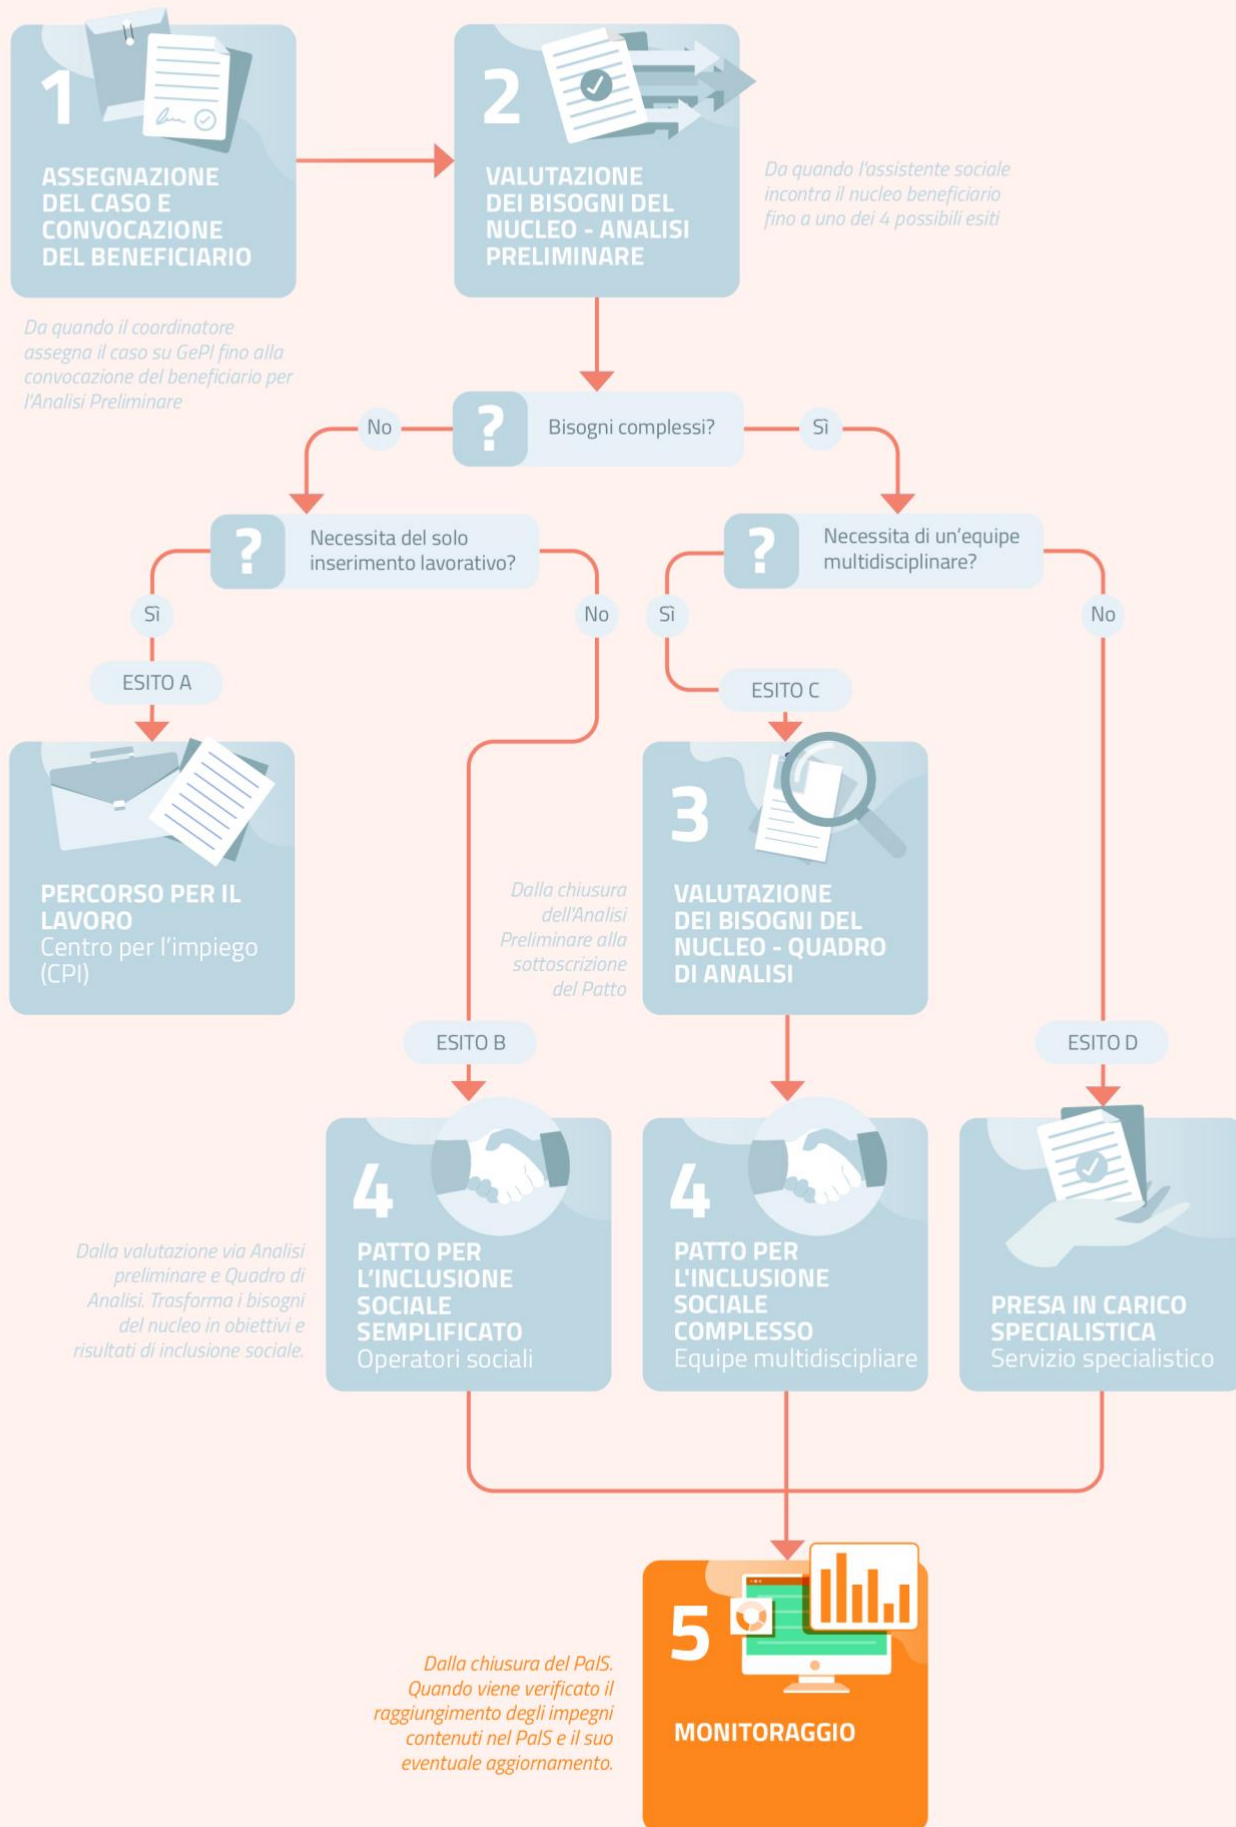 1
ASSEGNAZIONE
DEL CASO E
CONVOCAZIONE
DEL BENEFICIARIO
Da quando il coordinatore
assegna il caso su GePI fino alla
convocazione del beneficiario per
l'Analisi Preliminare
2
VALUTAZIONE
DEI BISOGNI DEL
NUCLEO - ANALISI
PRELIMINARE
Da quando l'assistente sociale
incontra il nucleo beneficiario
fino a uno dei 4 possibili esiti
No
?
Bisogni complessi?
Sì
?
Necessita del solo
inserimento lavorativo?
?
Necessita di un'equipe
multidisciplinare?
Sì
No
Sì
No
ESITO A
ESITO C
PERCORSO PER IL
LAVORO
Centro per l'impiego
(CPI)
Dalla chiusura
dell'Analisi
Preliminare alla
sottoscrizione
del Patto
3
VALUTAZIONE
DEI BISOGNI DEL
NUCLEO - QUADRO
DI ANALISI
ESITO B
ESITO D
Dalla valutazione via Analisi
preliminare e Quadro di
Analisi. Trasforma i bisogni
del nucleo in obiettivi e
risultati di inclusione sociale.
4
PATTO PER
L'INCLUSIONE
SOCIALE
SEMPLIFICATO
Operatori sociali
4
PATTO PER
L'INCLUSIONE
SOCIALE
COMPLESSO
Equipe multidiscipliare
PRESA IN CARICO
SPECIALISTICA
Servizio specialistico
Dalla chiusura del PaIS.
Quando viene verificato il
raggiungimento degli impegni
contenuti nel PaIS e il suo
eventuale aggiornamento.
5
MONITORAGGIO